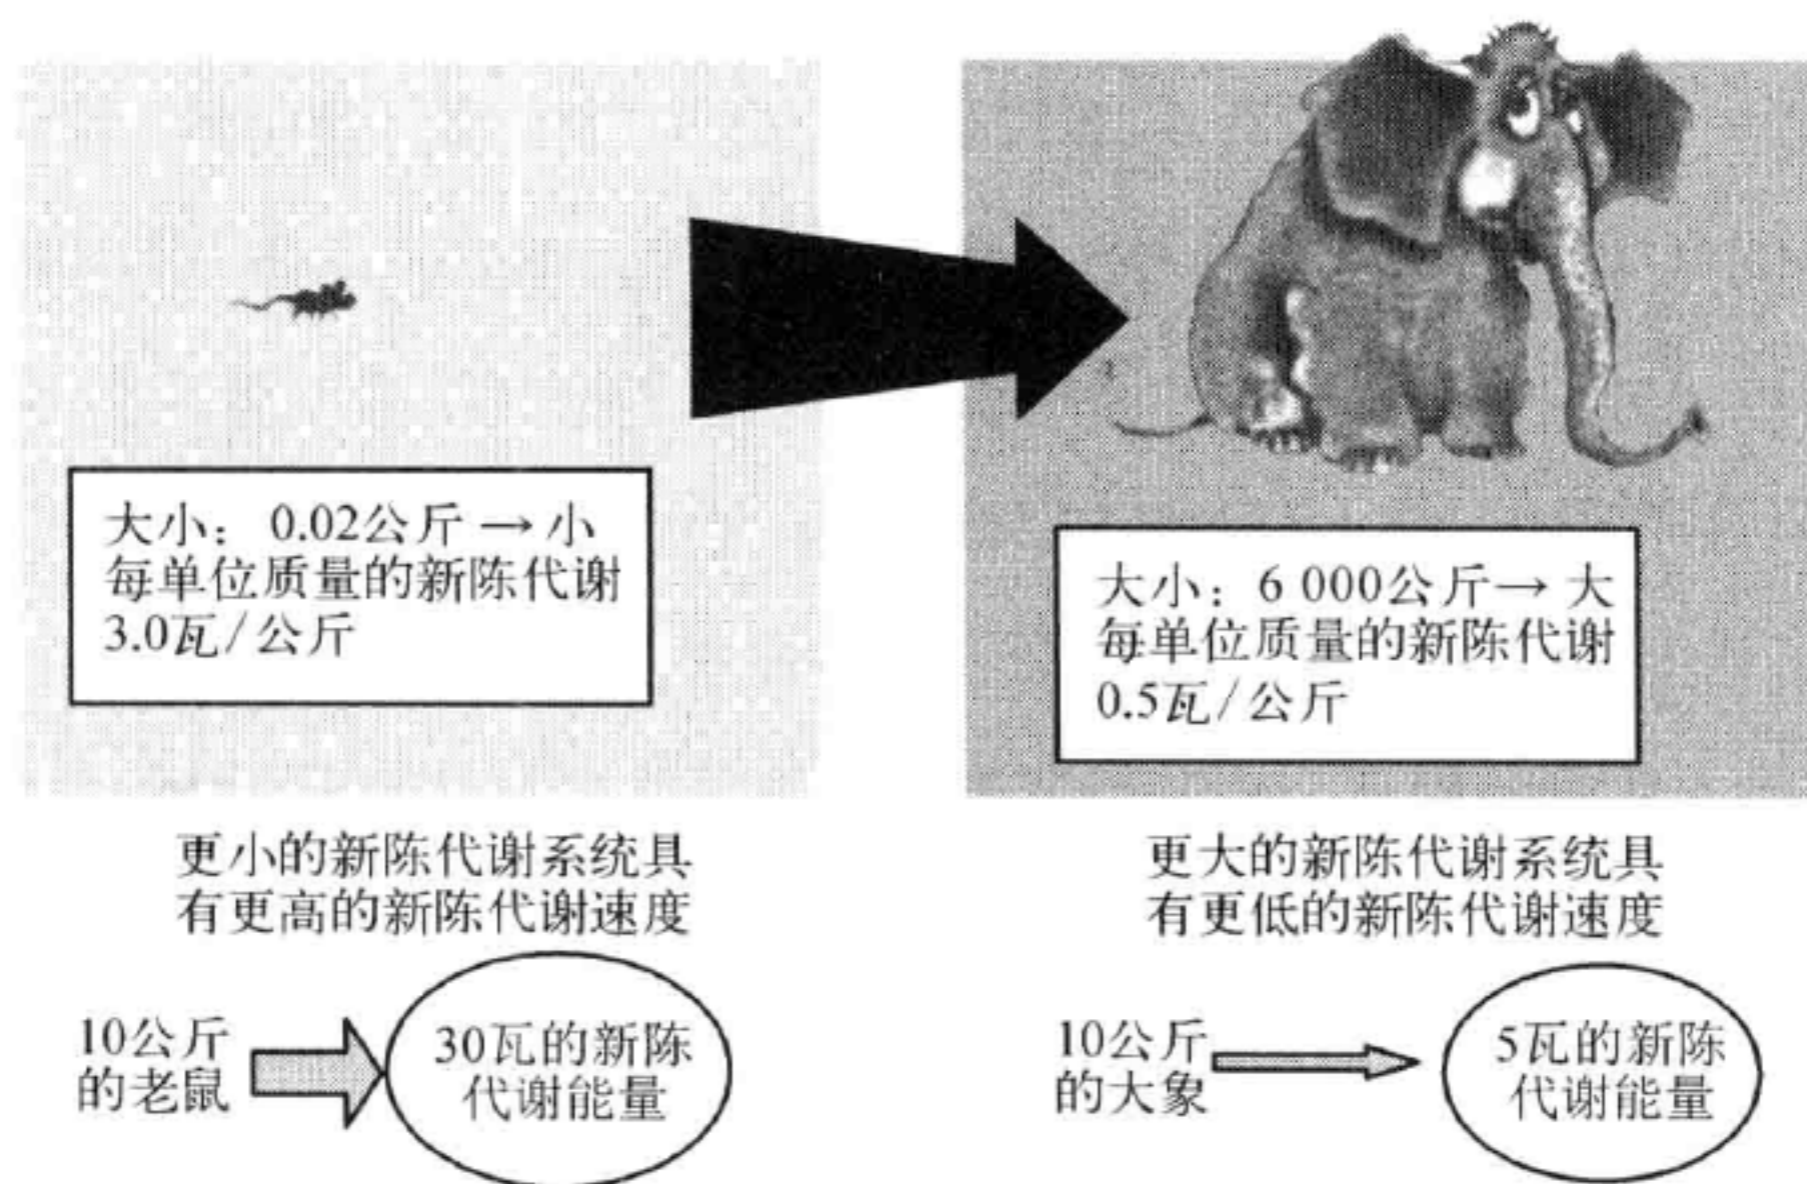 大小： 0.02公斤 → 小
每单位质量的新陈代谢
3.0瓦/公斤
大小：6 000公斤→ 大
每单位质量的新陈代谢
0.5瓦/公斤
更小的新陈代谢系统具
有更高的新陈代谢速度
更大的新陈代谢系统具
有更低的新陈代谢速度
10公斤
的老鼠
30瓦的新陈
代谢能量
10公斤
的大象
5瓦的新陈
代谢能量